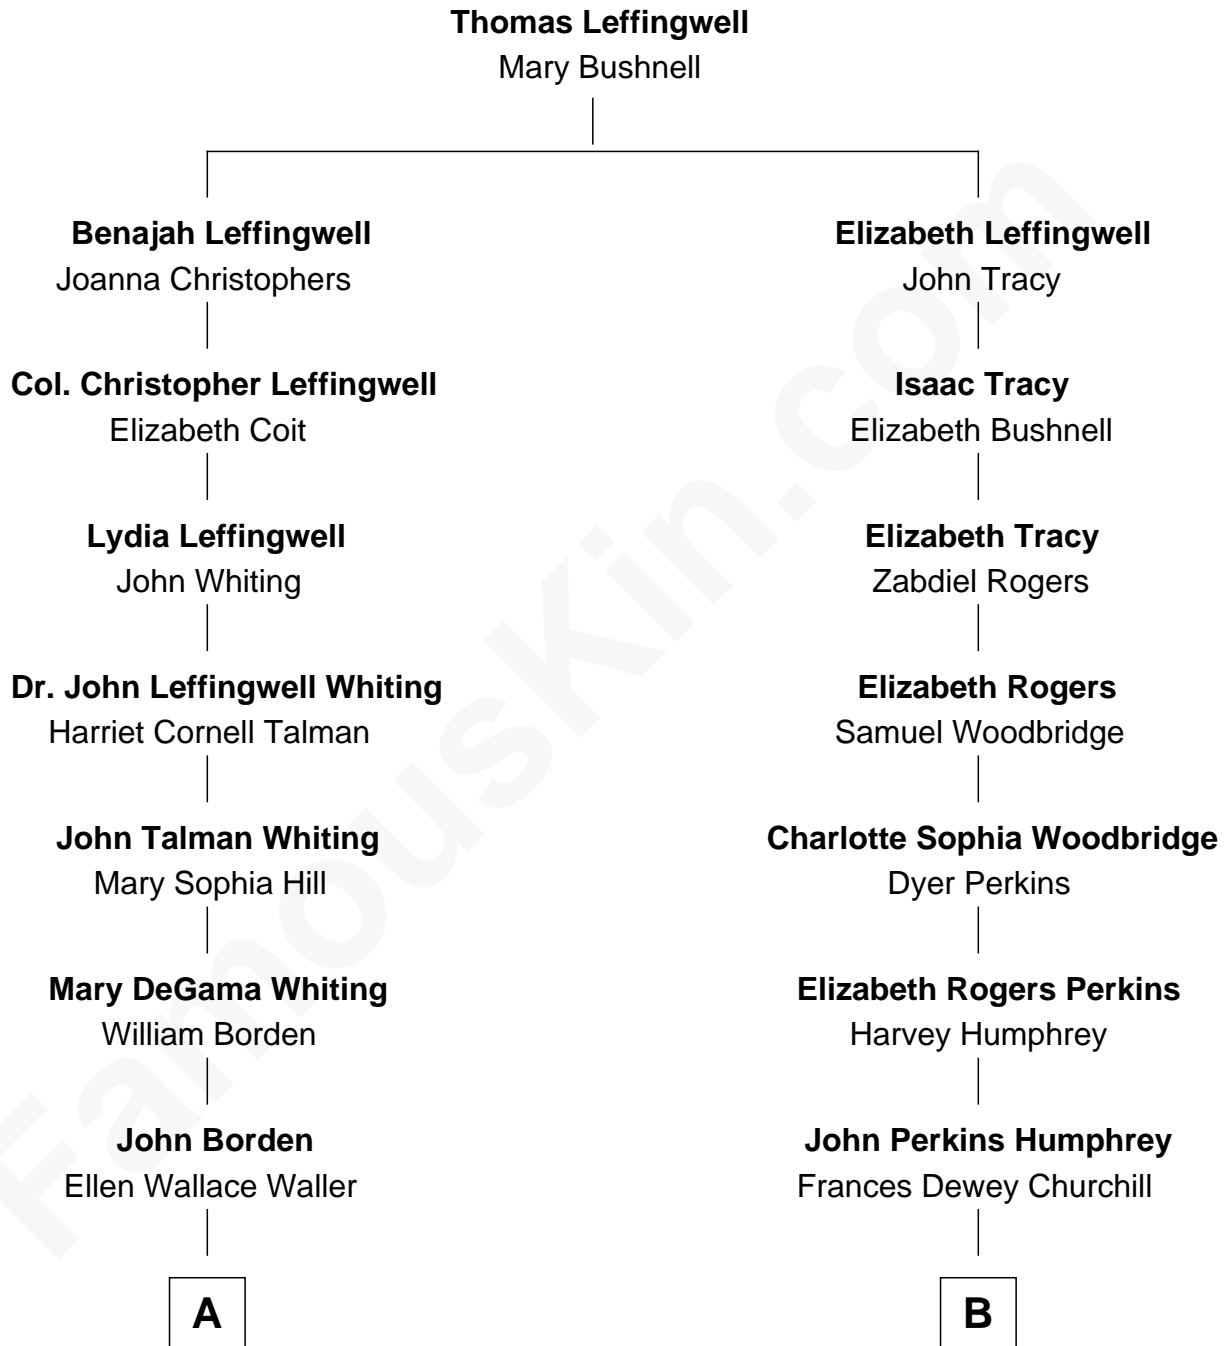 Thomas Leffingwell
Mary Bushnell
Benajah Leffingwell
Joanna Christophers
Col. Christopher Leffingwell
Elizabeth Coit
Lydia Leffingwell
John Whiting
Dr. John Leffingwell Whiting
Harriet Cornell Talman
John Talman Whiting
Mary Sophia Hill
Mary DeGama Whiting
William Borden
John Borden
Ellen Wallace Waller
A
Elizabeth Leffingwell
John Tracy
Isaac Tracy
Elizabeth Bushnell
Elizabeth Tracy
Zabdiel Rogers
Elizabeth Rogers
Samuel Woodbridge
Charlotte Sophia Woodbridge
Dyer Perkins
Elizabeth Rogers Perkins
Harvey Humphrey
John Perkins Humphrey
Frances Dewey Churchill
B
FamousKin.com